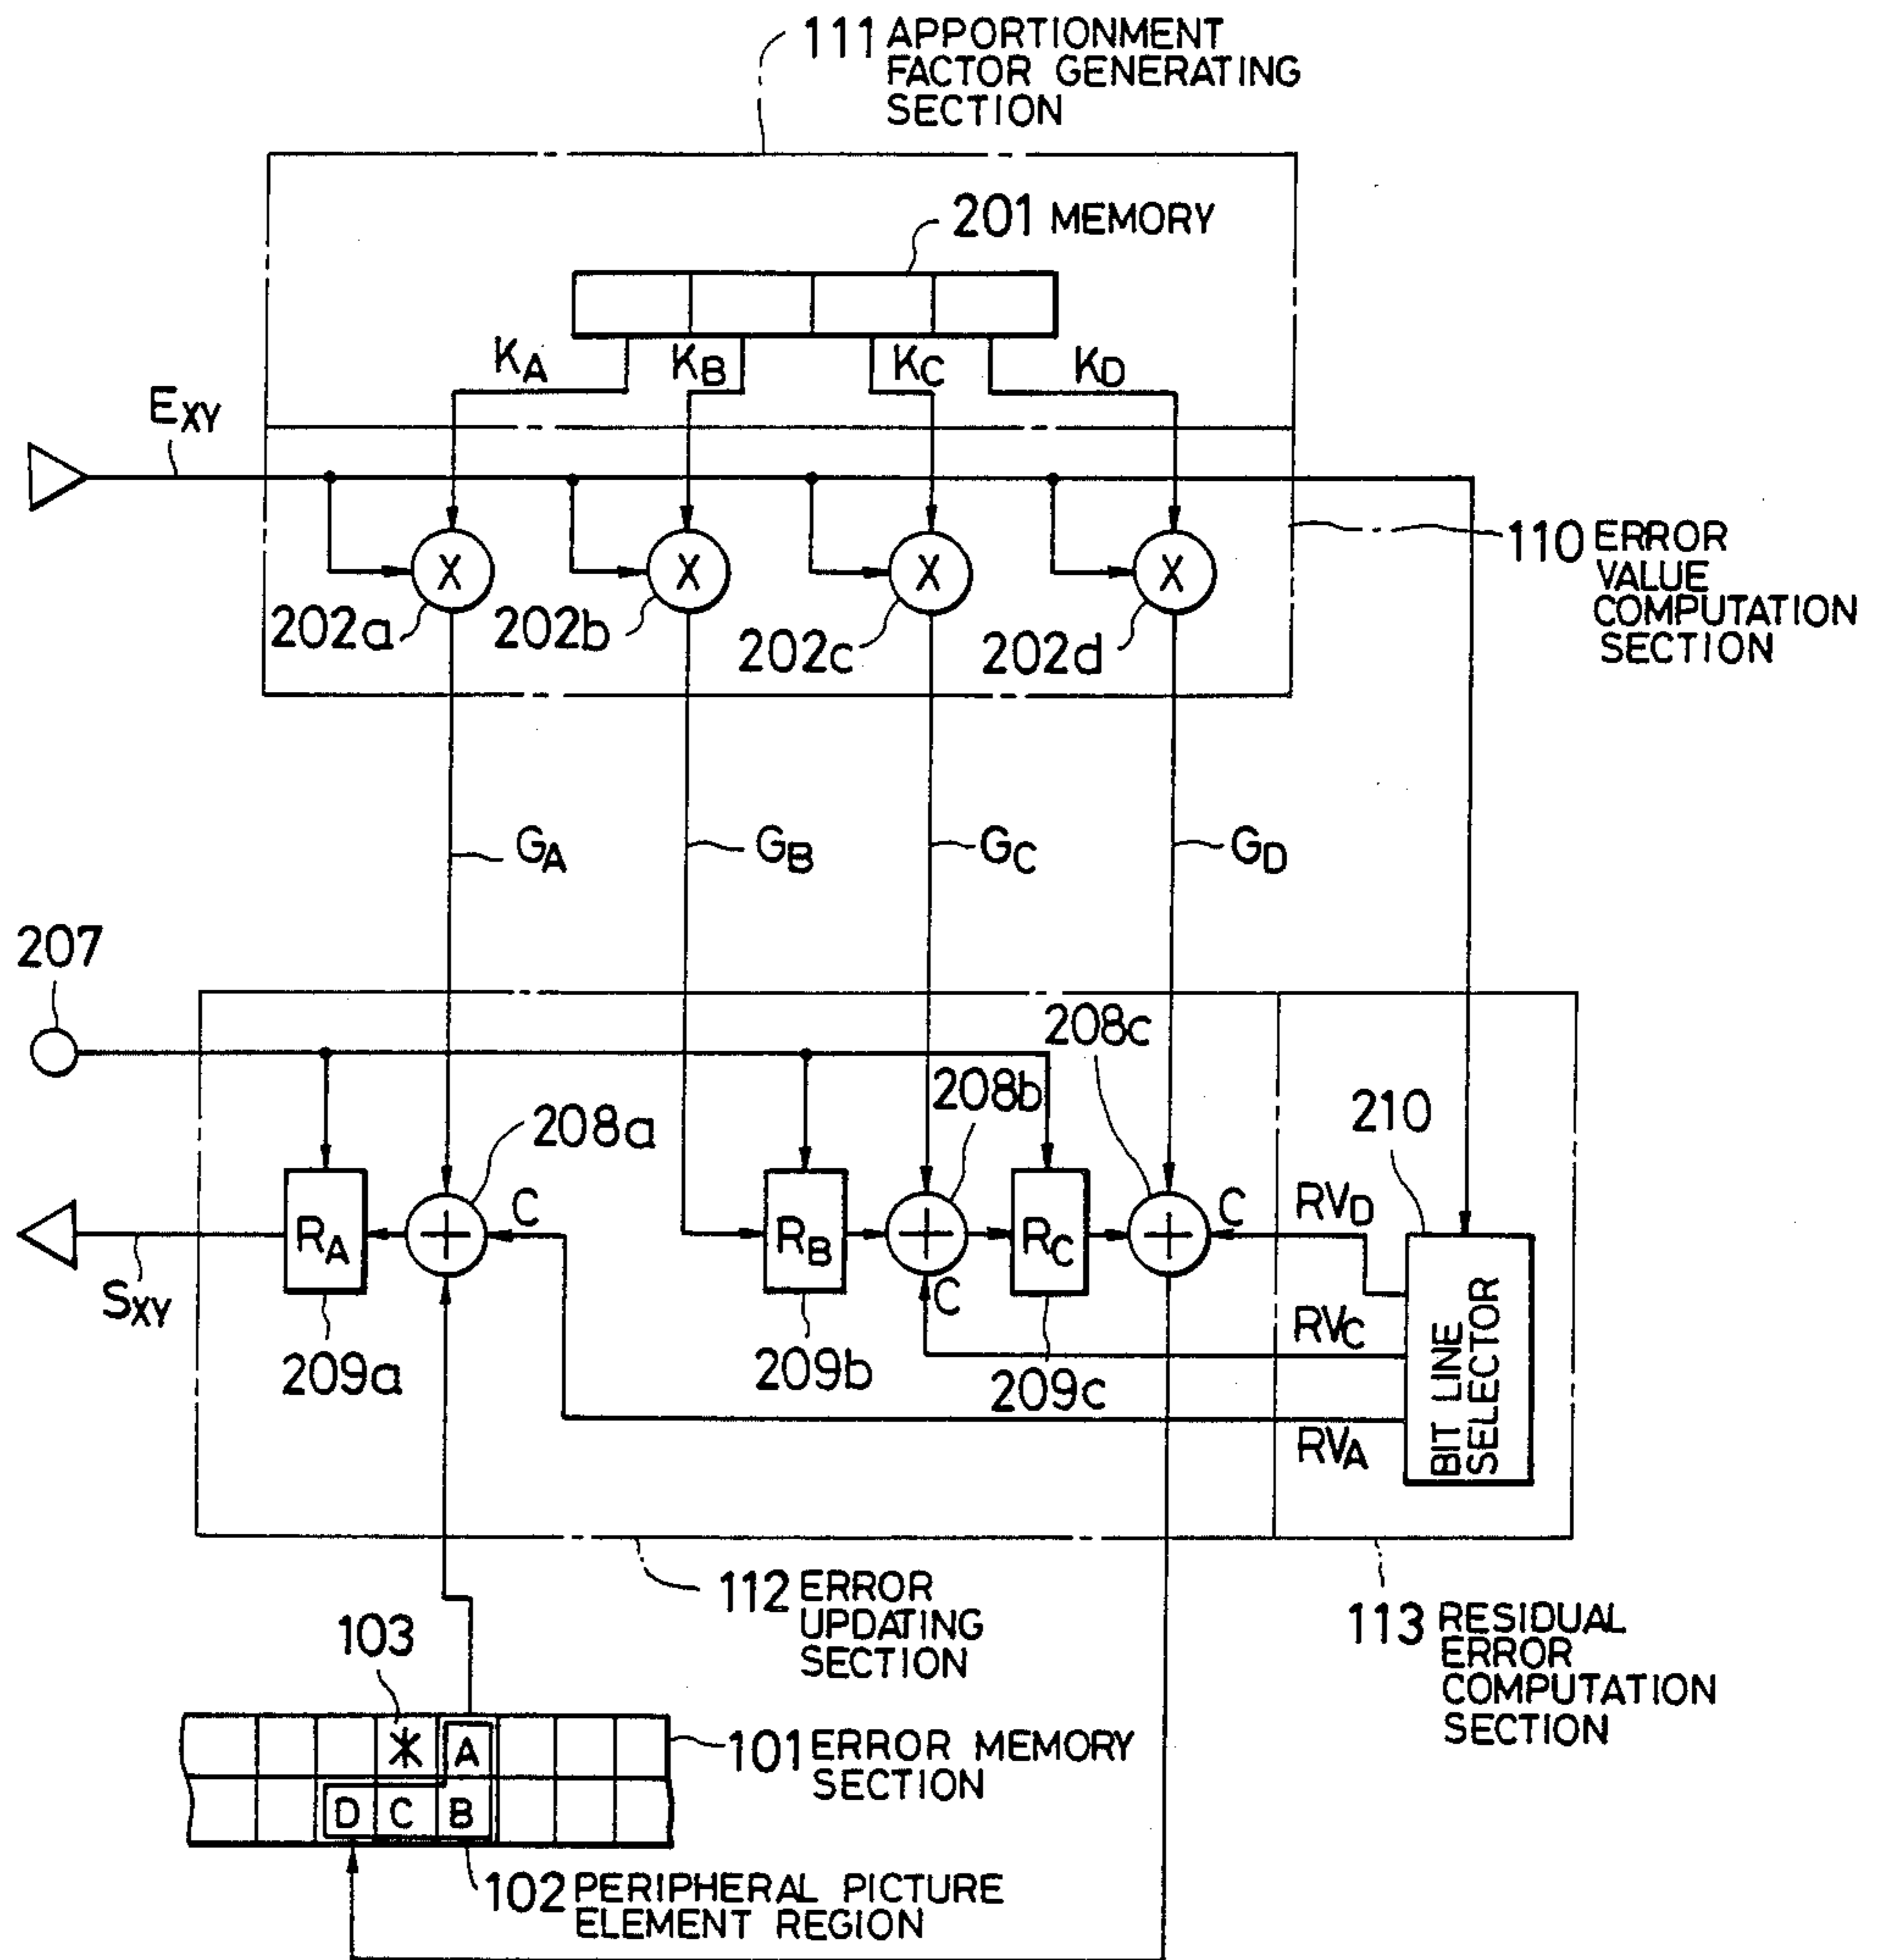 111 APPORTIONMENT
FACTOR GENERATING
SECTION
201 MEMORY
KA KB KC KD
EXY
X X X X
202a 202b 202c 202d
110 ERROR
VALUE
COMPUTATION
SECTION
GA GB GC GD
207
208c
208b
208a
210
RA + C RB + RC + C RVD
SXY
C RVC
209a 209b 209c
RVA
BIT LINE
SELECTOR
112 ERROR
UPDATING
SECTION
113 RESIDUAL
ERROR
COMPUTATION
SECTION
103
* A
D C B
101 ERROR MEMORY
SECTION
102 PERIPHERAL PICTURE
ELEMENT REGION